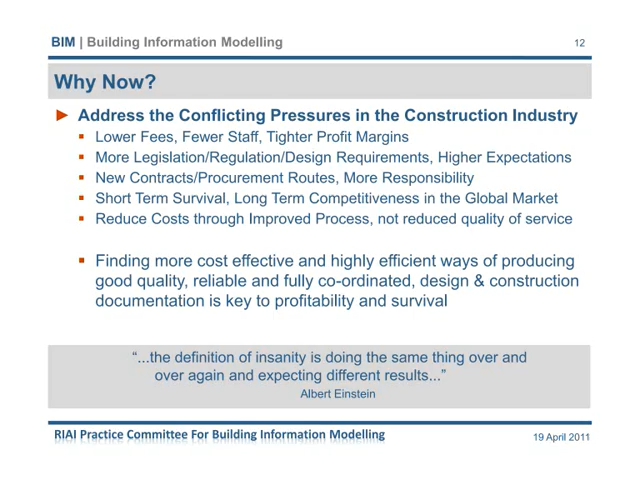 BIM | Building Information Modelling
12
Why Now?
► Address the Conflicting Pressures in the Construction Industry
▪ Lower Fees, Fewer Staff, Tighter Profit Margins
▪ More Legislation/Regulation/Design Requirements, Higher Expectations
▪ New Contracts/Procurement Routes, More Responsibility
▪ Short Term Survival, Long Term Competitiveness in the Global Market
▪ Reduce Costs through Improved Process, not reduced quality of service
▪ Finding more cost effective and highly efficient ways of producing
good quality, reliable and fully co-ordinated, design & construction
documentation is key to profitability and survival
“...the definition of insanity is doing the same thing over and
over again and expecting different results...”
Albert Einstein
RIAI Practice Committee For Building Information Modelling
19 April 2011